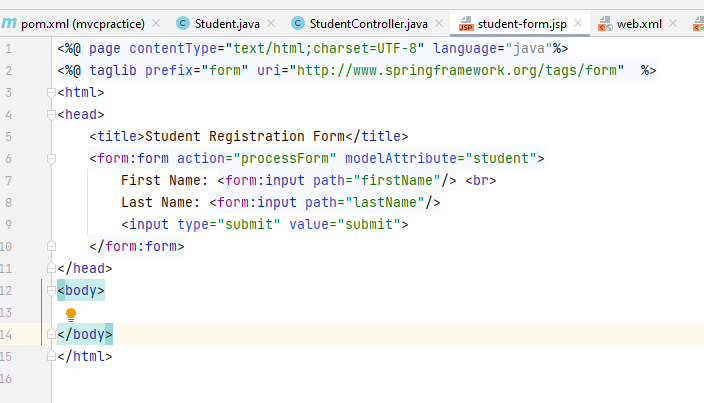 pom.xml (mvcpractice) Student.java StudentController.java student-form.jsp web.xml
1 <%@ page contentType="text/html;charset=UTF-8" language="java"%>
2 <%@ taglib prefix="form" uri="http://www.springframework.org/tags/form"  %>
3 <html>
4 <head>
5     <title>Student Registration Form</title>
6     <form:form action="processForm" modelAttribute="student">
7         First Name: <form:input path="firstName"/> <br>
8         Last Name: <form:input path="lastName"/>
9         <input type="submit" value="submit">
10     </form:form>
11 </head>
12 <body>
13
14 </body>
15 </html>
16